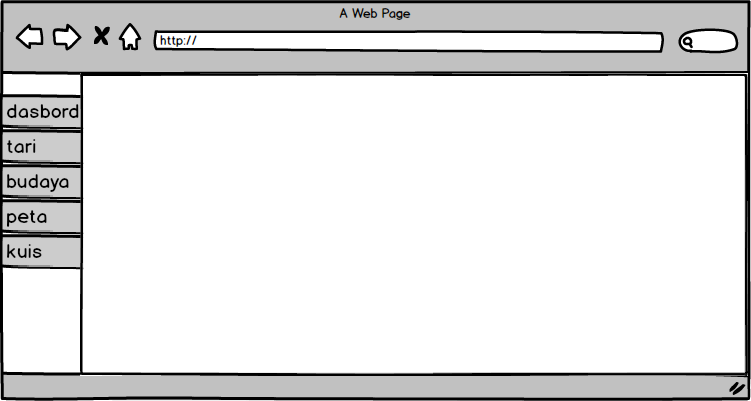 A Web Page
http://
dasbord
tari
budaya
peta
kuis